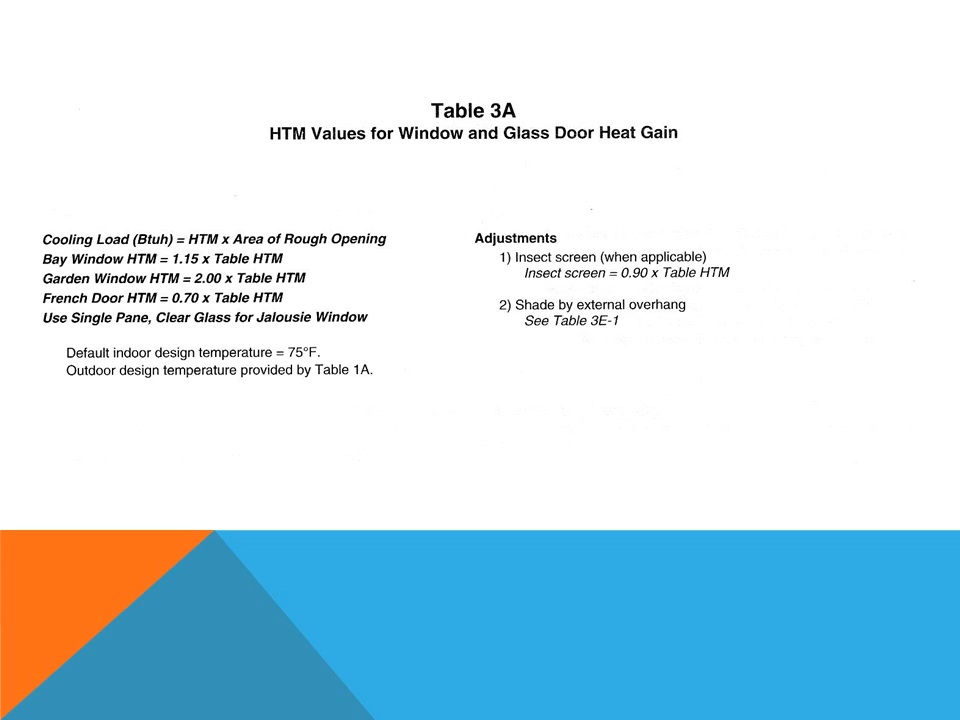 Table 3A
HTM Values for Window and Glass Door Heat Gain
Cooling Load (Btuh) = HTM x Area of Rough Opening
Bay Window HTM = 1.15 x Table HTM
Garden Window HTM = 2.00 x Table HTM
French Door HTM = 0.70 x Table HTM
Use Single Pane, Clear Glass for Jalousie Window
Default indoor design temperature = 75°F.
Outdoor design temperature provided by Table 1A.
Adjustments
1) Insect screen (when applicable)
Insect screen = 0.90 x Table HTM
2) Shade by external overhang
See Table 3E-1